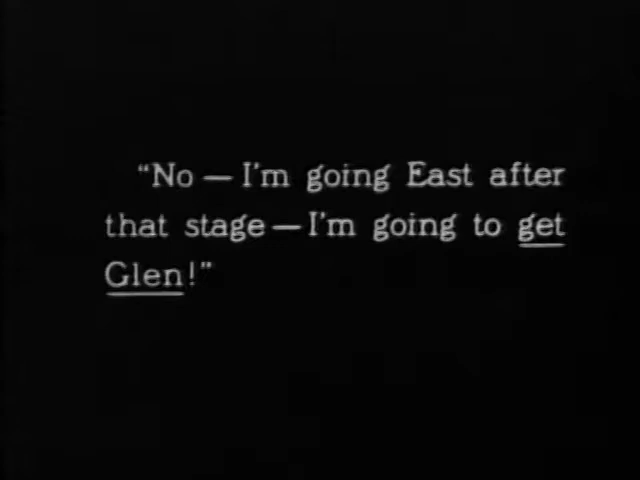 "No — I'm going East after
that stage — I'm going to get
Glen!"